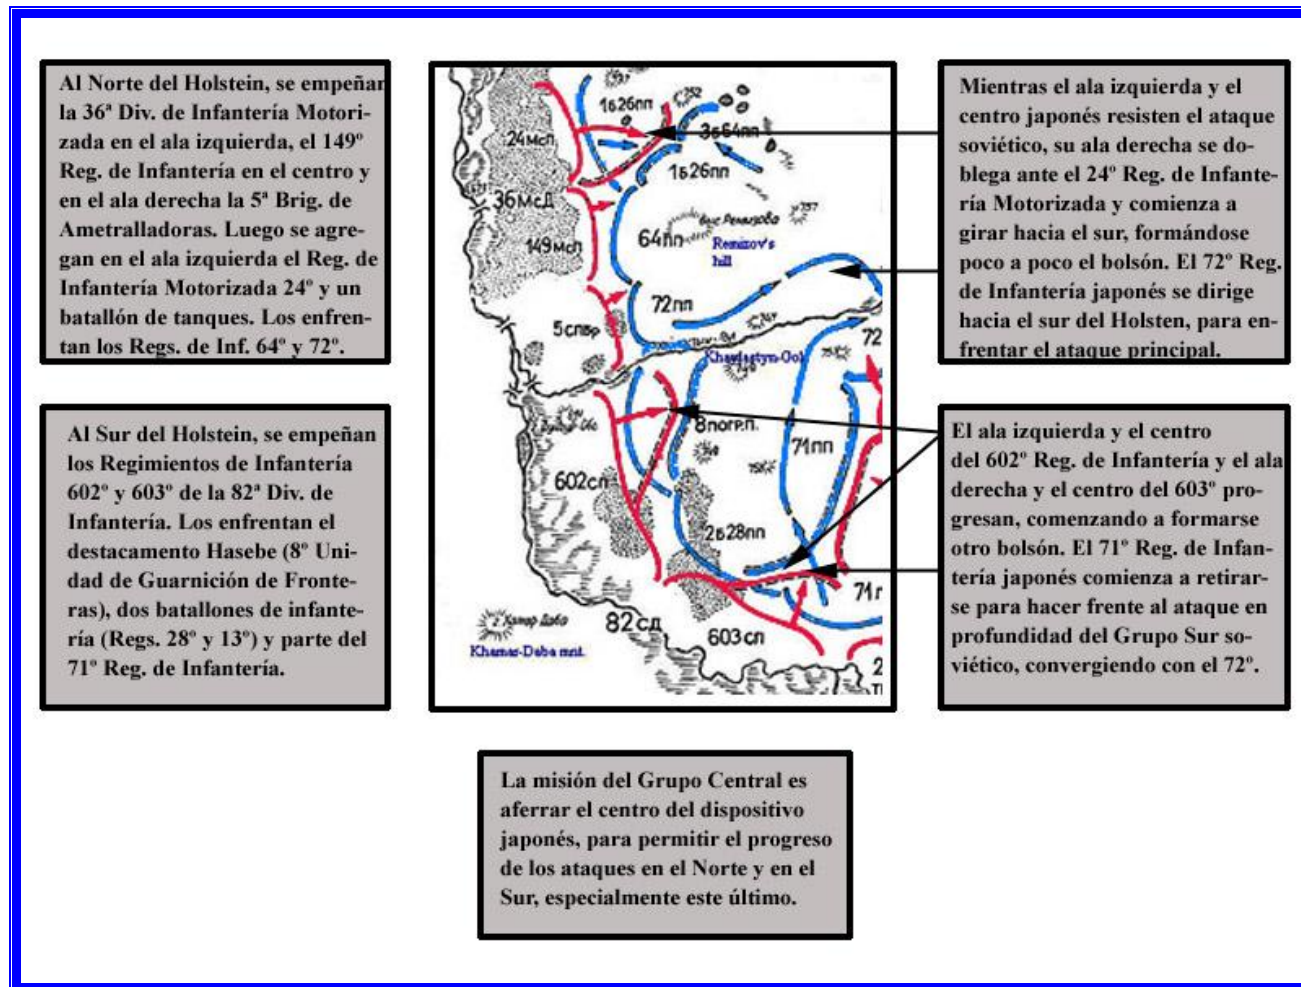 Al Norte del Holstein, se empeñan
la 36ª Div. de Infantería Motori-
zada en el ala izquierda, el 149º
Reg. de Infantería en el centro y
en el ala derecha la 5ª Brig. de
Ametralladoras. Luego se agre-
gan en el ala izquierda el Reg. de
Infantería Motorizada 24º y un
batallón de tanques. Los enfren-
tan los Regs. de Inf. 64º y 72º.
Al Sur del Holstein, se empeñan
los Regimientos de Infantería
602º y 603º de la 82ª Div. de
Infantería. Los enfrentan el
destacamento Hasebe (8º Uni-
dad de Guarnición de Fronte-
ras), dos batallones de infante-
ría (Regs. 28º y 13º) y parte del
71º Reg. de Infantería.
252
1б26пп
24мсп
3б64пп
1б26пп
36МсД
757
64пп
149мсп
Remizov's
hill
72пп
5спбр
72
Khaylastyn-Gol
8погр.п.
71пп
602сп
2б28пп
71п
82сд
603сп
г. Хамар Даба
Khamar-Daba mnt.
Mientras el ala izquierda y el
centro japonés resisten el ataque
soviético, su ala derecha se do-
blega ante el 24º Reg. de Infante-
ría Motorizada y comienza a
girar hacia el sur, formándose
poco a poco el bolsón. El 72º Reg.
de Infantería japonés se dirige
hacia el sur del Holsten, para en-
frentar el ataque principal.
El ala izquierda y el centro
del 602º Reg. de Infantería y el ala
derecha y el centro del 603º pro-
gresan, comenzando a formarse
otro bolsón. El 71º Reg. de Infan-
tería japonés comienza a retirar-
se para hacer frente al ataque en
profundidad del Grupo Sur so-
viético, convergiendo con el 72º.
La misión del Grupo Central es
aferrar el centro del dispositivo
japonés, para permitir el progreso
de los ataques en el Norte y en el
Sur, especialmente este último.